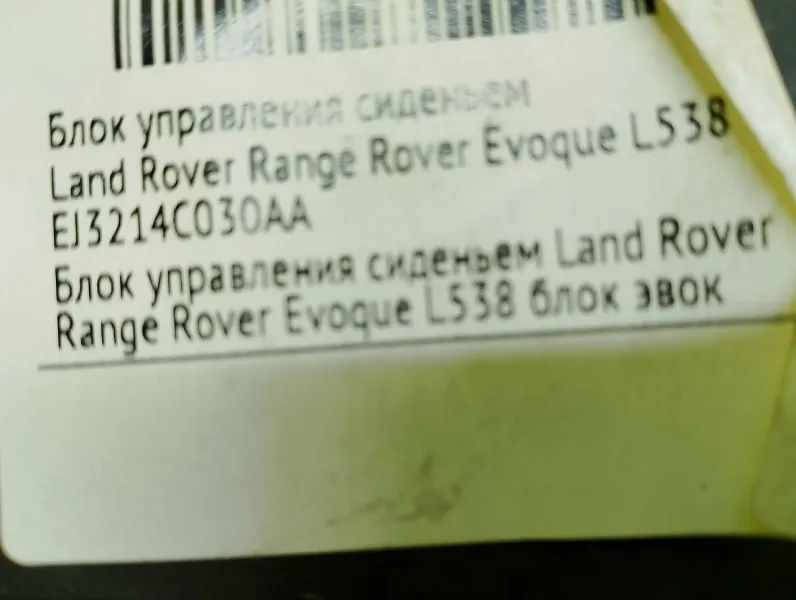 Блок управления сиденьем
Land Rover Range Rover Evoque L538
EJ3214C030AA
Блок управления сиденьем Land Rover
Range Rover Evoque L538 блок эвок